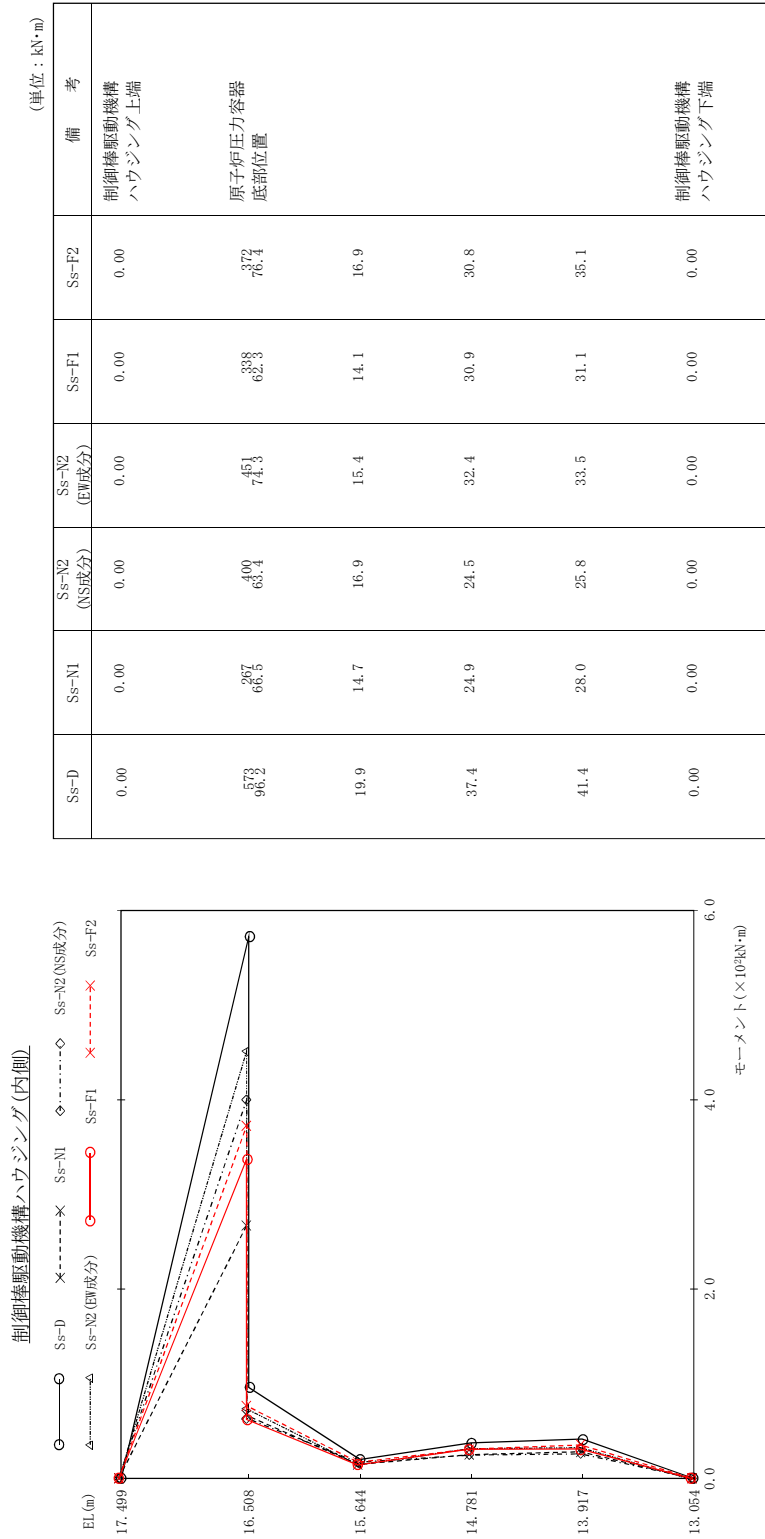 制御棒駆動機構ハウジング(内側)
Ss-D
Ss-N1
Ss-N2(NS成分)
Ss-N2(EW成分)
Ss-F1
Ss-F2
EL(m)
17.499
16.508
15.644
14.781
13.917
13.054
0.0
2.0
4.0
6.0
モーメント(×10²kN・m)
(単位：kN・m)
Ss-D Ss-N1 Ss-N2 (NS成分) Ss-N2 (EW成分) Ss-F1 Ss-F2 備 考
0.00 0.00 0.00 0.00 0.00 0.00 制御棒駆動機構
ハウジング上端
573 267 400 451 338 372 原子炉圧力容器
96.2 66.5 63.4 74.3 62.3 76.4 底部位置
19.9 14.7 16.9 15.4 14.1 16.9
37.4 24.9 24.5 32.4 30.9 30.8
41.4 28.0 25.8 33.5 31.1 35.1
0.00 0.00 0.00 0.00 0.00 0.00 制御棒駆動機構
ハウジング下端